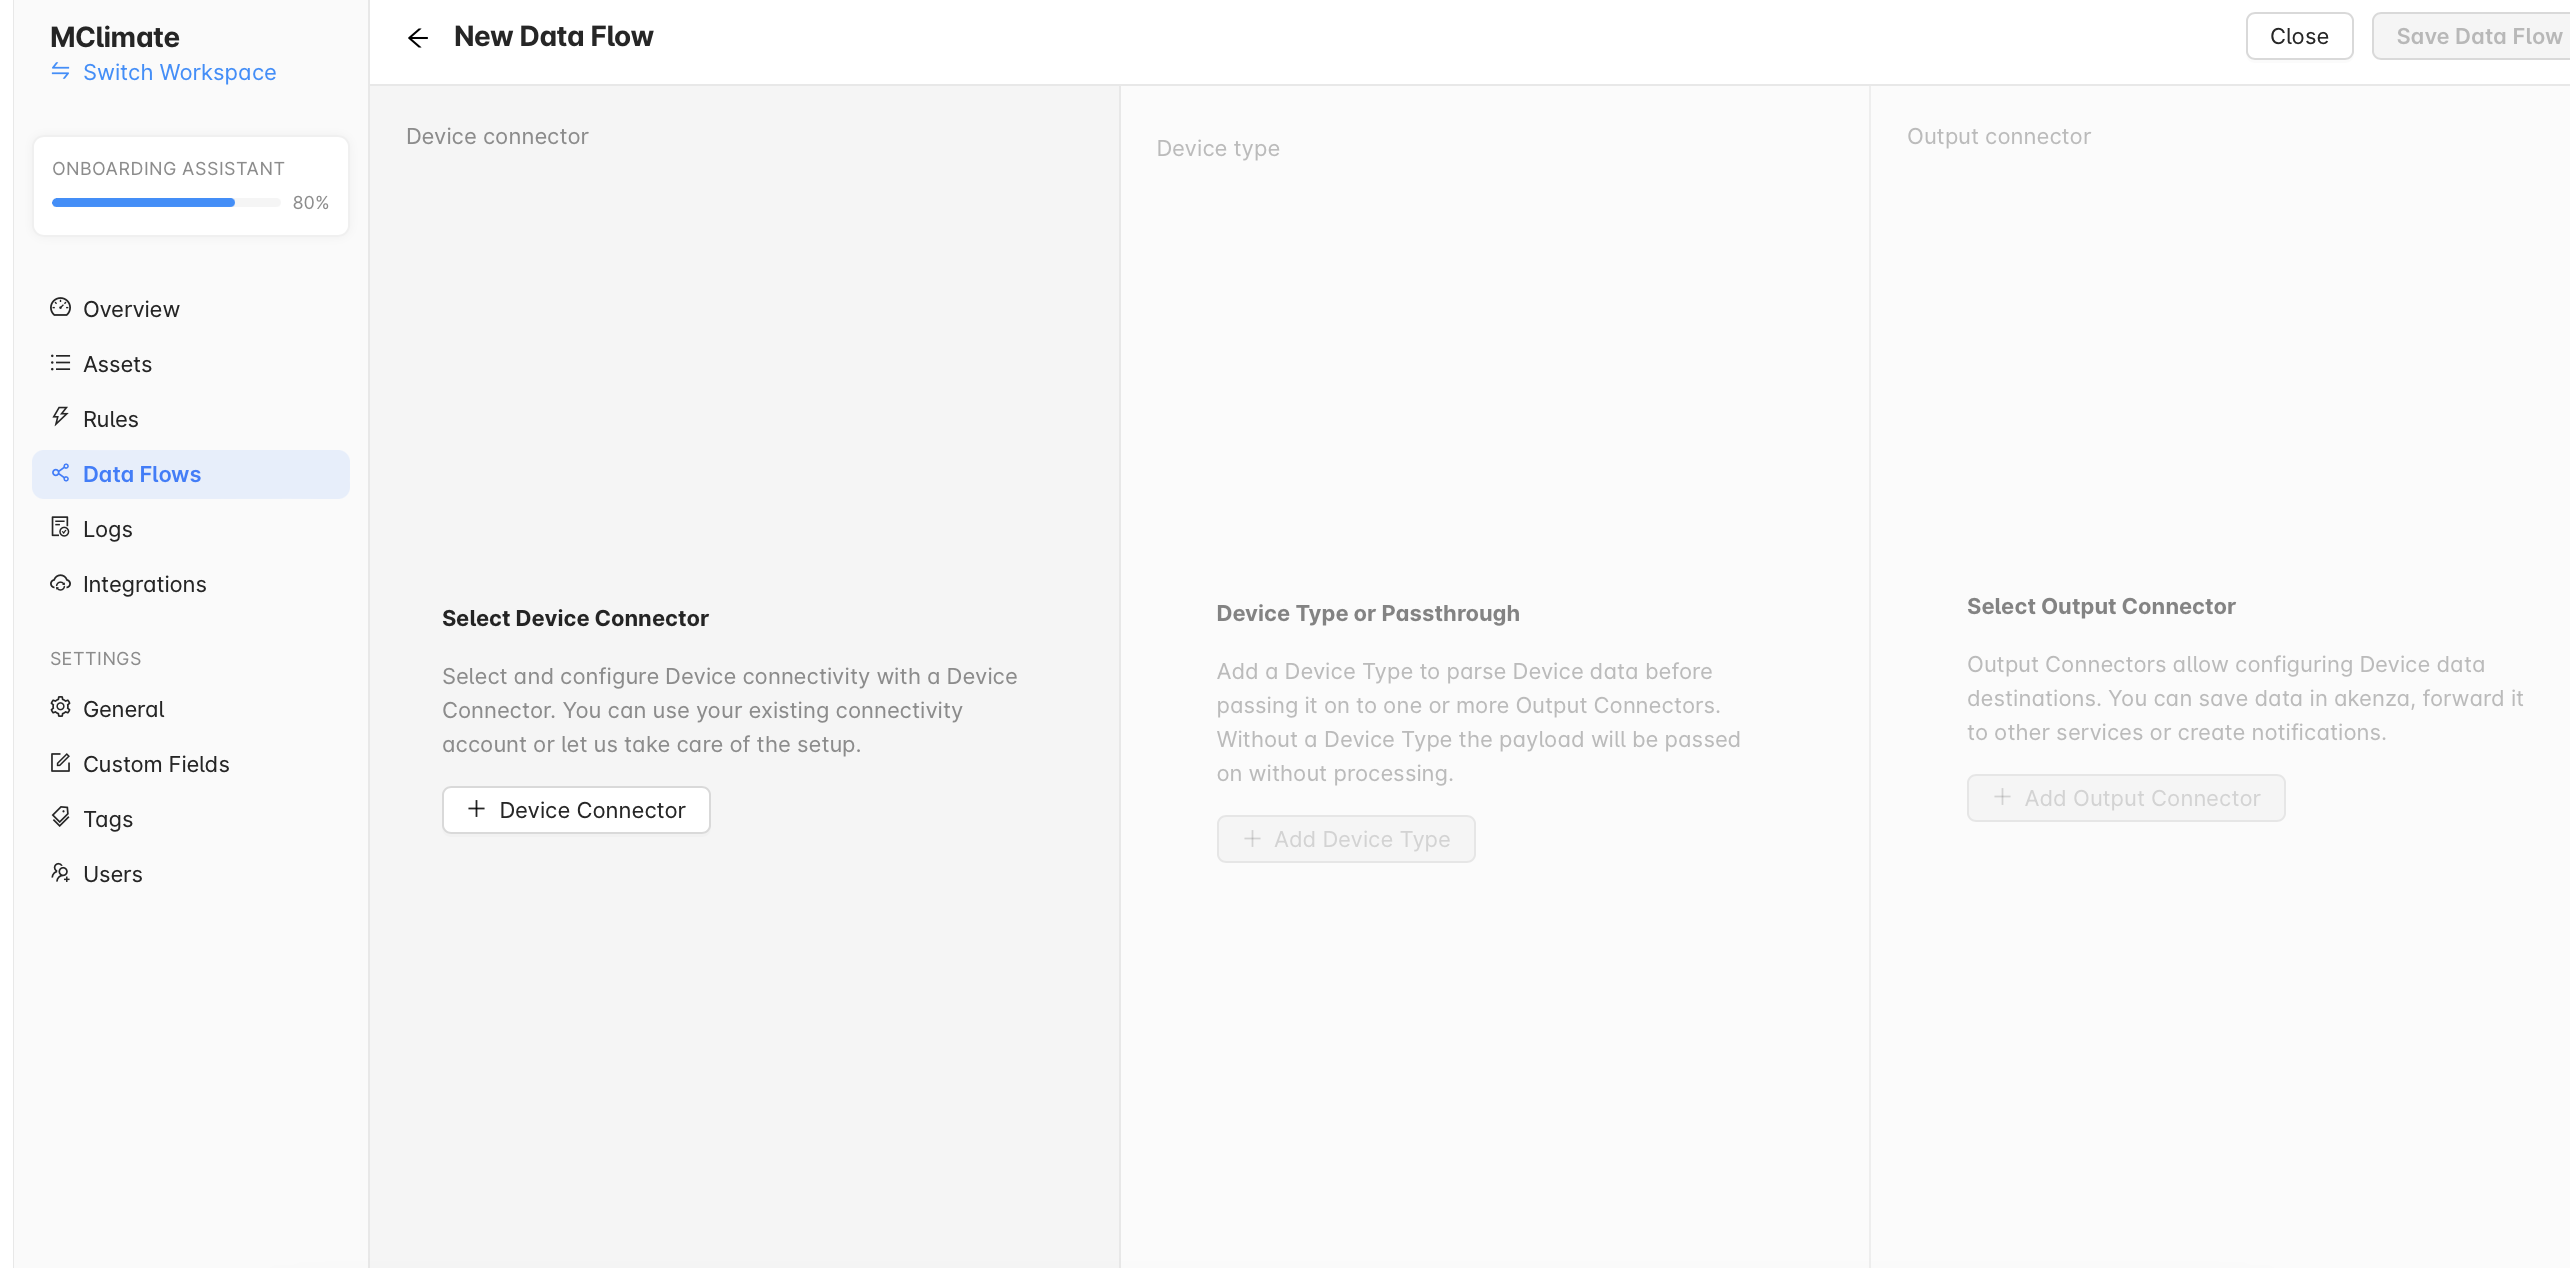 MClimate
Switch Workspace
ONBOARDING ASSISTANT
80%
Overview
Assets
Rules
Data Flows
Logs
Integrations
SETTINGS
General
Custom Fields
Tags
Users
New Data Flow
Close
Save Data Flow
Device connector
Select Device Connector
Select and configure Device connectivity with a Device
Connector. You can use your existing connectivity
account or let us take care of the setup.
+ Device Connector
Device type
Device Type or Passthrough
Add a Device Type to parse Device data before
passing it on to one or more Output Connectors.
Without a Device Type the payload will be passed
on without processing.
+ Add Device Type
Output connector
Select Output Connector
Output Connectors allow configuring Device data
destinations. You can save data in akenza, forward it
to other services or create notifications.
+ Add Output Connector